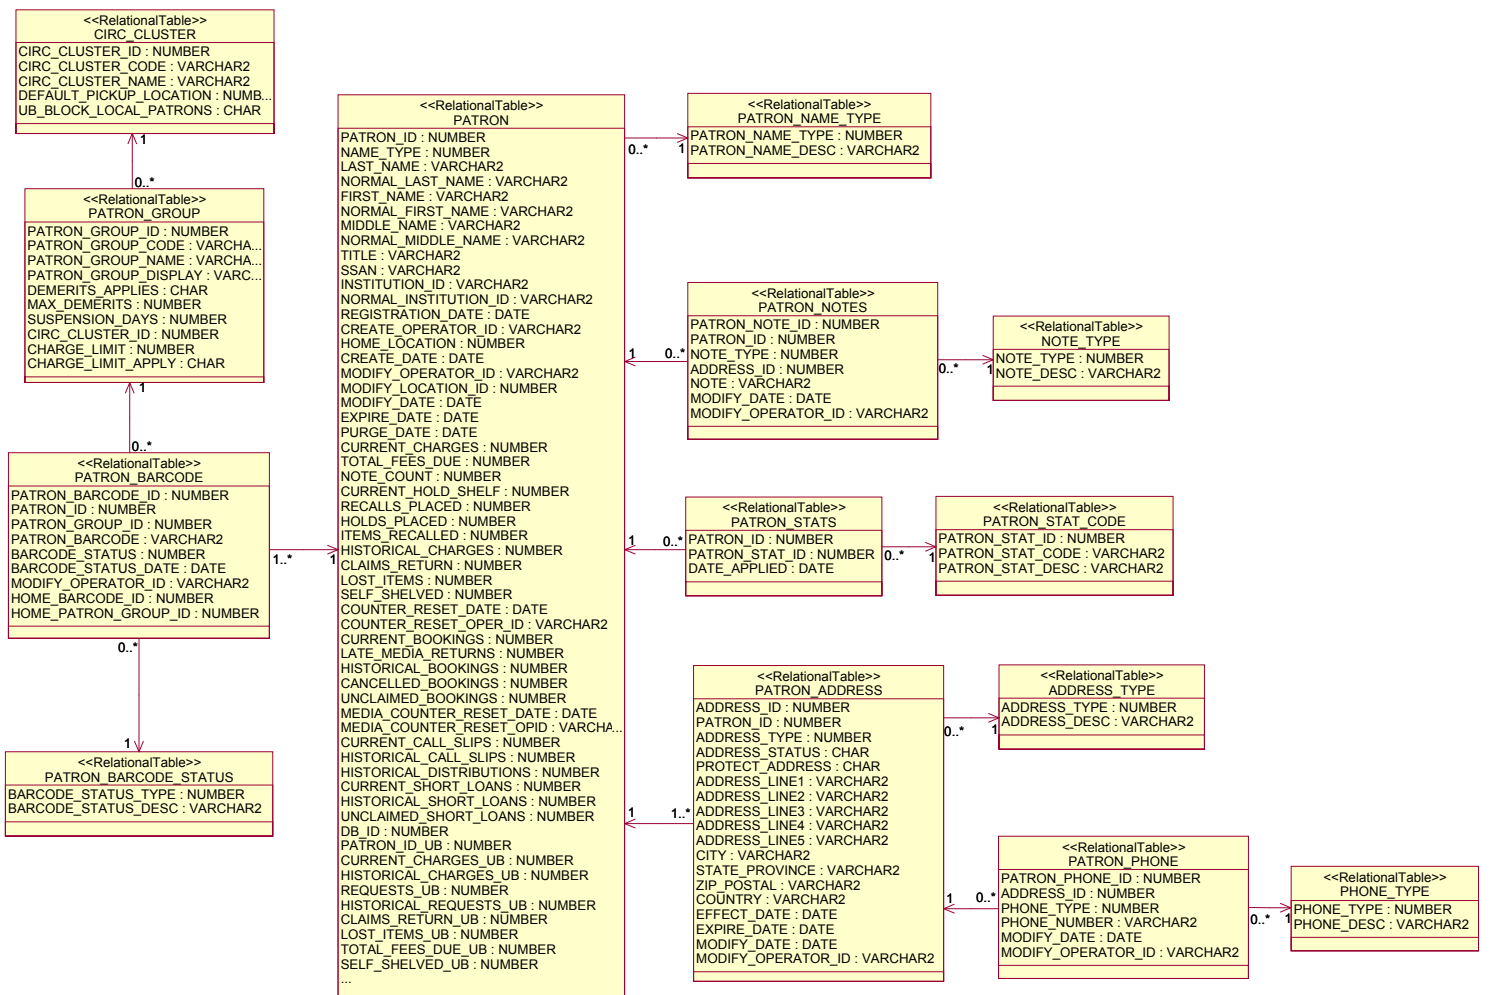 <<RelationalTable>>
CIRC_CLUSTER
CIRC_CLUSTER_ID : NUMBER
CIRC_CLUSTER_CODE : VARCHAR2
CIRC_CLUSTER_NAME : VARCHAR2
DEFAULT_PICKUP_LOCATION : NUMB...
UB_BLOCK_LOCAL_PATRONS : CHAR
1
0..*
<<RelationalTable>>
PATRON_GROUP
PATRON_GROUP_ID : NUMBER
PATRON_GROUP_CODE : VARCHA...
PATRON_GROUP_NAME : VARCHA...
PATRON_GROUP_DISPLAY : VARC...
DEMERITS_APPLIES : CHAR
MAX_DEMERITS : NUMBER
SUSPENSION_DAYS : NUMBER
CIRC_CLUSTER_ID : NUMBER
CHARGE_LIMIT : NUMBER
CHARGE_LIMIT_APPLY : CHAR
1
0..*
<<RelationalTable>>
PATRON_BARCODE
PATRON_BARCODE_ID : NUMBER
PATRON_ID : NUMBER
PATRON_GROUP_ID : NUMBER
PATRON_BARCODE : VARCHAR2
BARCODE_STATUS : NUMBER
BARCODE_STATUS_DATE : DATE
MODIFY_OPERATOR_ID : VARCHAR2
HOME_BARCODE_ID : NUMBER
HOME_PATRON_GROUP_ID : NUMBER
1..*
1
0..*
1
<<RelationalTable>>
PATRON_BARCODE_STATUS
BARCODE_STATUS_TYPE : NUMBER
BARCODE_STATUS_DESC : VARCHAR2
<<RelationalTable>>
PATRON
PATRON_ID : NUMBER
NAME_TYPE : NUMBER
LAST_NAME : VARCHAR2
NORMAL_LAST_NAME : VARCHAR2
FIRST_NAME : VARCHAR2
NORMAL_FIRST_NAME : VARCHAR2
MIDDLE_NAME : VARCHAR2
NORMAL_MIDDLE_NAME : VARCHAR2
TITLE : VARCHAR2
SSAN : VARCHAR2
INSTITUTION_ID : VARCHAR2
NORMAL_INSTITUTION_ID : VARCHAR2
REGISTRATION_DATE : DATE
CREATE_OPERATOR_ID : VARCHAR2
HOME_LOCATION : NUMBER
CREATE_DATE : DATE
MODIFY_OPERATOR_ID : VARCHAR2
MODIFY_LOCATION_ID : NUMBER
MODIFY_DATE : DATE
EXPIRE_DATE : DATE
PURGE_DATE : DATE
CURRENT_CHARGES : NUMBER
TOTAL_FEES_DUE : NUMBER
NOTE_COUNT : NUMBER
CURRENT_HOLD_SHELF : NUMBER
RECALLS_PLACED : NUMBER
HOLDS_PLACED : NUMBER
ITEMS_RECALLED : NUMBER
HISTORICAL_CHARGES : NUMBER
CLAIMS_RETURN : NUMBER
LOST_ITEMS : NUMBER
SELF_SHELVED : NUMBER
COUNTER_RESET_DATE : DATE
COUNTER_RESET_OPER_ID : VARCHAR2
CURRENT_BOOKINGS : NUMBER
LATE_MEDIA_RETURNS : NUMBER
HISTORICAL_BOOKINGS : NUMBER
CANCELLED_BOOKINGS : NUMBER
UNCLAIMED_BOOKINGS : NUMBER
MEDIA_COUNTER_RESET_DATE : DATE
MEDIA_COUNTER_RESET_OPID : VARCHA...
CURRENT_CALL_SLIPS : NUMBER
HISTORICAL_CALL_SLIPS : NUMBER
HISTORICAL_DISTRIBUTIONS : NUMBER
CURRENT_SHORT_LOANS : NUMBER
HISTORICAL_SHORT_LOANS : NUMBER
UNCLAIMED_SHORT_LOANS : NUMBER
DB_ID : NUMBER
PATRON_ID_UB : NUMBER
CURRENT_CHARGES_UB : NUMBER
HISTORICAL_CHARGES_UB : NUMBER
REQUESTS_UB : NUMBER
HISTORICAL_REQUESTS_UB : NUMBER
CLAIMS_RETURN_UB : NUMBER
LOST_ITEMS_UB : NUMBER
TOTAL_FEES_DUE_UB : NUMBER
SELF_SHELVED_UB : NUMBER
...
0..*
1
<<RelationalTable>>
PATRON_NAME_TYPE
PATRON_NAME_TYPE : NUMBER
PATRON_NAME_DESC : VARCHAR2
1
0..*
<<RelationalTable>>
PATRON_NOTES
PATRON_NOTE_ID : NUMBER
PATRON_ID : NUMBER
NOTE_TYPE : NUMBER
ADDRESS_ID : NUMBER
NOTE : VARCHAR2
MODIFY_DATE : DATE
MODIFY_OPERATOR_ID : VARCHAR2
0..*
1
<<RelationalTable>>
NOTE_TYPE
NOTE_TYPE : NUMBER
NOTE_DESC : VARCHAR2
1
0..*
<<RelationalTable>>
PATRON_STATS
PATRON_ID : NUMBER
PATRON_STAT_ID : NUMBER
DATE_APPLIED : DATE
0..*
1
<<RelationalTable>>
PATRON_STAT_CODE
PATRON_STAT_ID : NUMBER
PATRON_STAT_CODE : VARCHAR2
PATRON_STAT_DESC : VARCHAR2
1
1..*
<<RelationalTable>>
PATRON_ADDRESS
ADDRESS_ID : NUMBER
PATRON_ID : NUMBER
ADDRESS_TYPE : NUMBER
ADDRESS_STATUS : CHAR
PROTECT_ADDRESS : CHAR
ADDRESS_LINE1 : VARCHAR2
ADDRESS_LINE2 : VARCHAR2
ADDRESS_LINE3 : VARCHAR2
ADDRESS_LINE4 : VARCHAR2
ADDRESS_LINE5 : VARCHAR2
CITY : VARCHAR2
STATE_PROVINCE : VARCHAR2
ZIP_POSTAL : VARCHAR2
COUNTRY : VARCHAR2
EFFECT_DATE : DATE
EXPIRE_DATE : DATE
MODIFY_DATE : DATE
MODIFY_OPERATOR_ID : VARCHAR2
0..*
1
<<RelationalTable>>
ADDRESS_TYPE
ADDRESS_TYPE : NUMBER
ADDRESS_DESC : VARCHAR2
1
0..*
<<RelationalTable>>
PATRON_PHONE
PATRON_PHONE_ID : NUMBER
ADDRESS_ID : NUMBER
PHONE_TYPE : NUMBER
PHONE_NUMBER : VARCHAR2
MODIFY_DATE : DATE
MODIFY_OPERATOR_ID : VARCHAR2
0..*
1
<<RelationalTable>>
PHONE_TYPE
PHONE_TYPE : NUMBER
PHONE_DESC : VARCHAR2